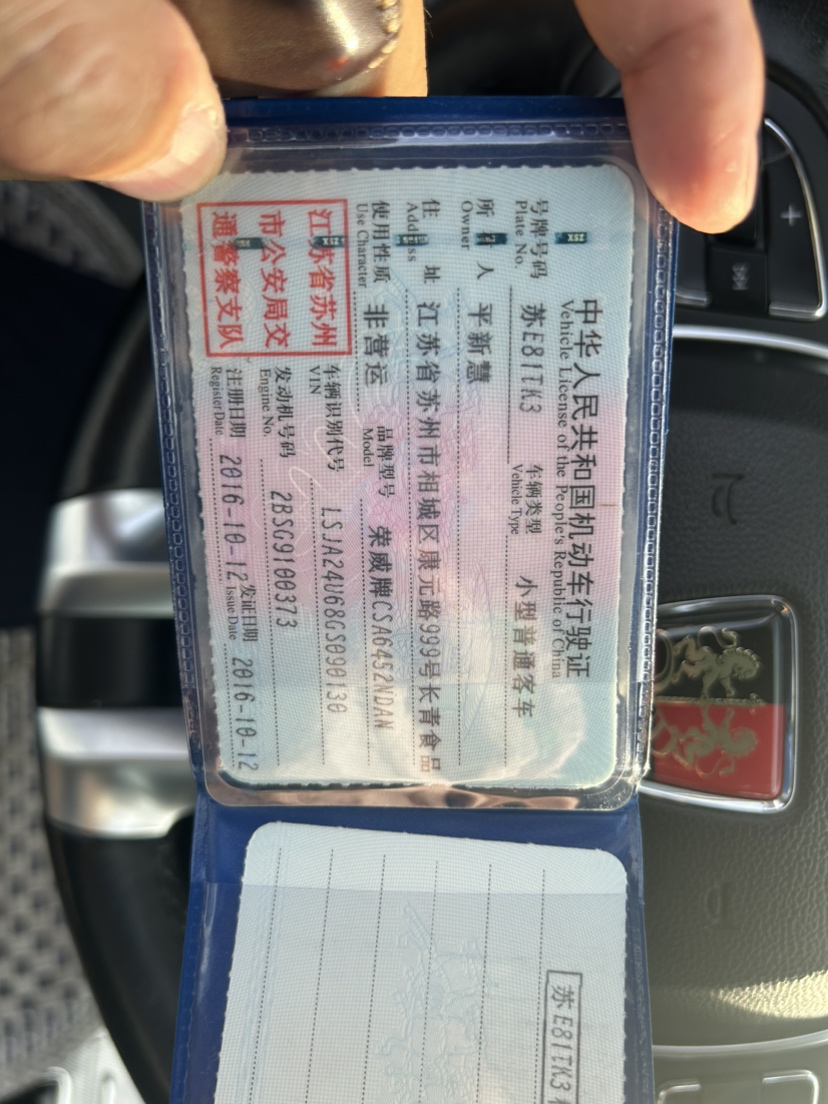 中华人民共和国机动车行驶证
Vehicle License of the People's Republic of China
号牌号码 苏E81TK3 车辆类型 小型普通客车
Plate No. Vehicle Type
所有人 平新慧
Owner
住址 江苏省苏州市相城区康元路999号长青食品
Address
使用性质 非营运 品牌型号 荣威牌CSA6452NDAN
Use Character Model
江苏省苏州
市公安局交
通警察支队
车辆识别代号 LSJA24U68GS090130
VIN
发动机号码 2BSG9100373
Engine No.
注册日期 2016-10-12 发证日期 2016-10-12
Register Date Issue Date
苏E81TK3